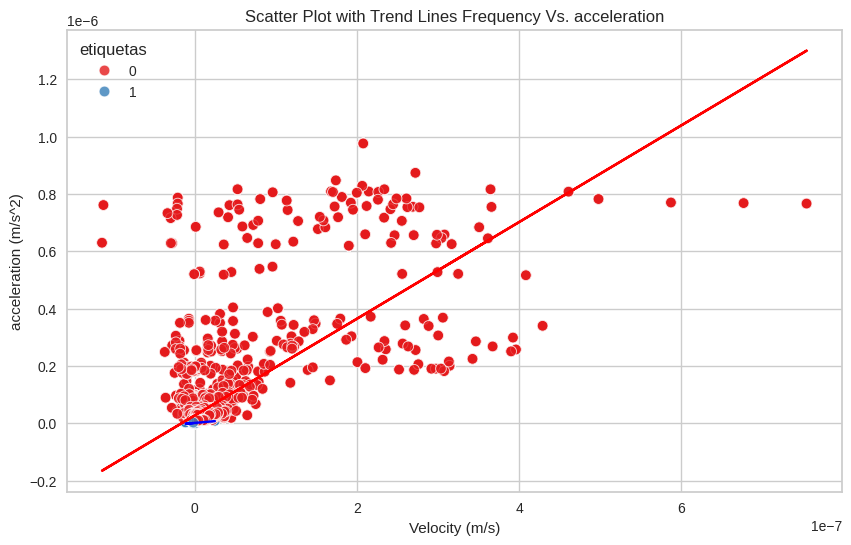 Scatter Plot with Trend Lines Frequency Vs. acceleration
1e−6
etiquetas
0
1
1.2
1.0
0.8
0.6
0.4
0.2
0.0
−0.2
acceleration (m/s^2)
0 2 4 6
1e−7
Velocity (m/s)